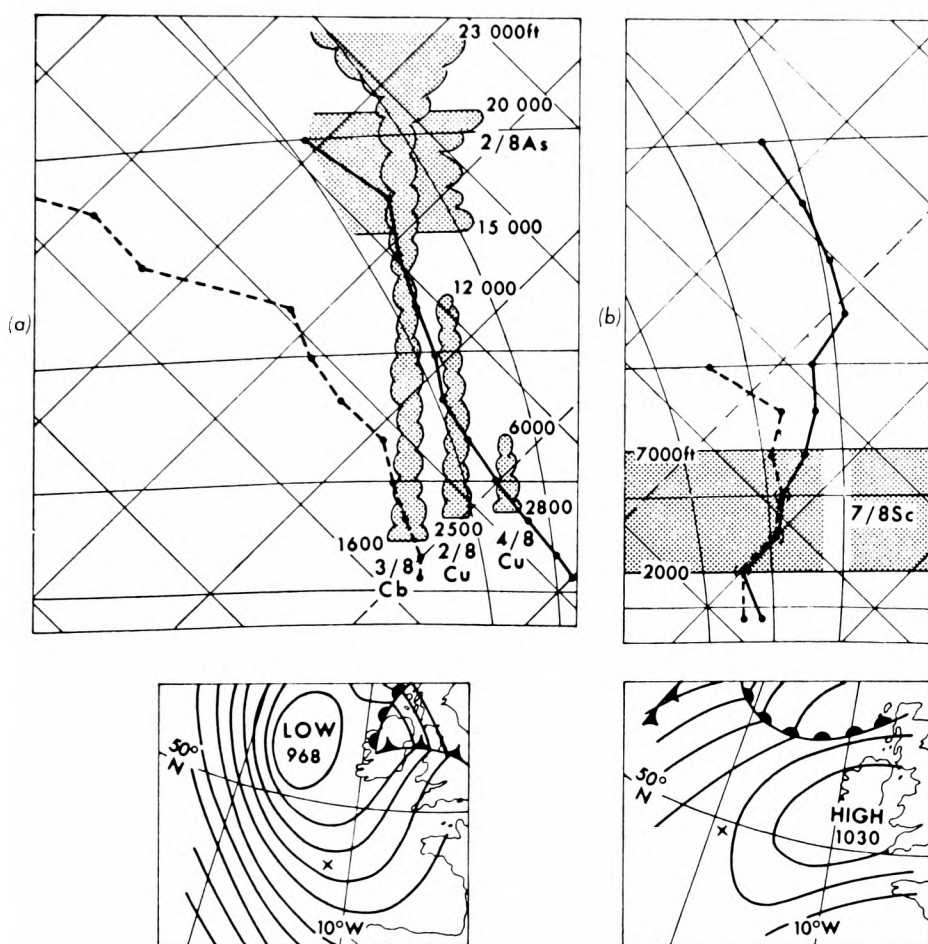 (a)
23 000ft
20 000
2/8As
15 000
12 000
6000
2800
1600
2500
3/8
Cb
2/8
Cu
4/8
Cu
(b)
7000ft
7/8Sc
2000
LOW
968
50°
N
10°W
50°
N
HIGH
1030
10°W